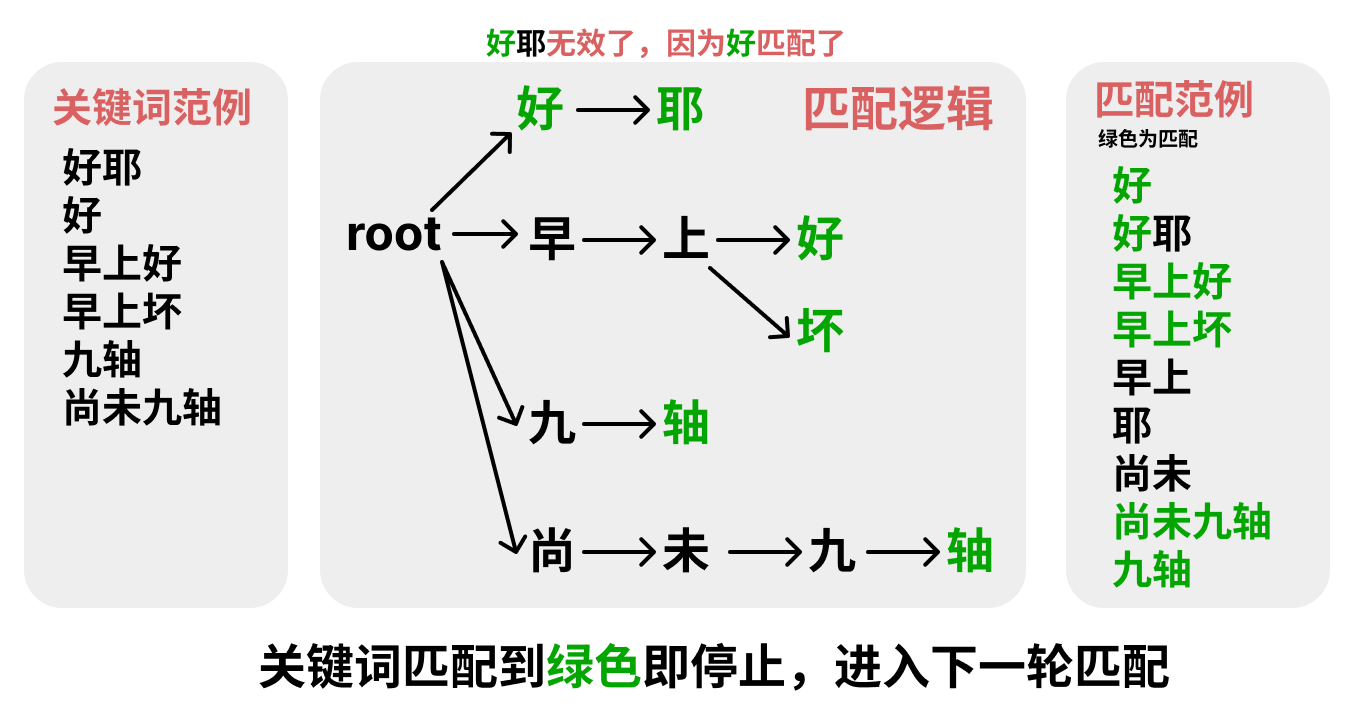 好耶无效了，因为好匹配了
关键词范例
好耶
好
早上好
早上坏
九轴
尚未九轴
匹配逻辑
好 耶
root 早 上 好
坏
九 轴
尚 未 九 轴
匹配范例
绿色为匹配
好
好耶
早上好
早上坏
早上
耶
尚未
尚未九轴
九轴
关键词匹配到绿色即停止，进入下一轮匹配